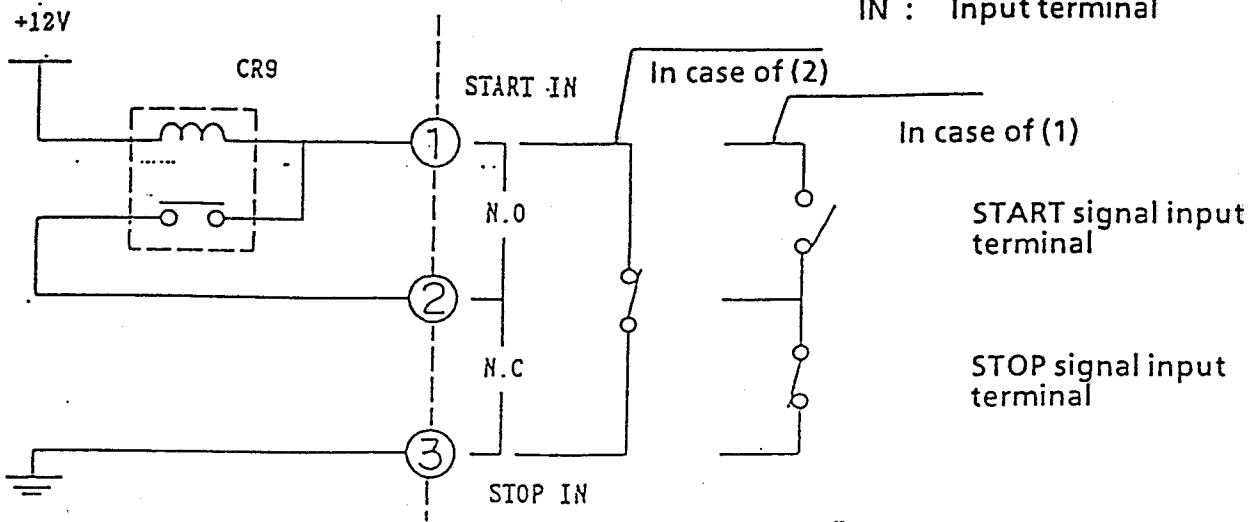 IN : Input terminal
+12V
CR9
START IN
In case of (2)
In case of (1)
1
N.O
START signal input
terminal
2
N.C
STOP signal input
terminal
3
STOP IN